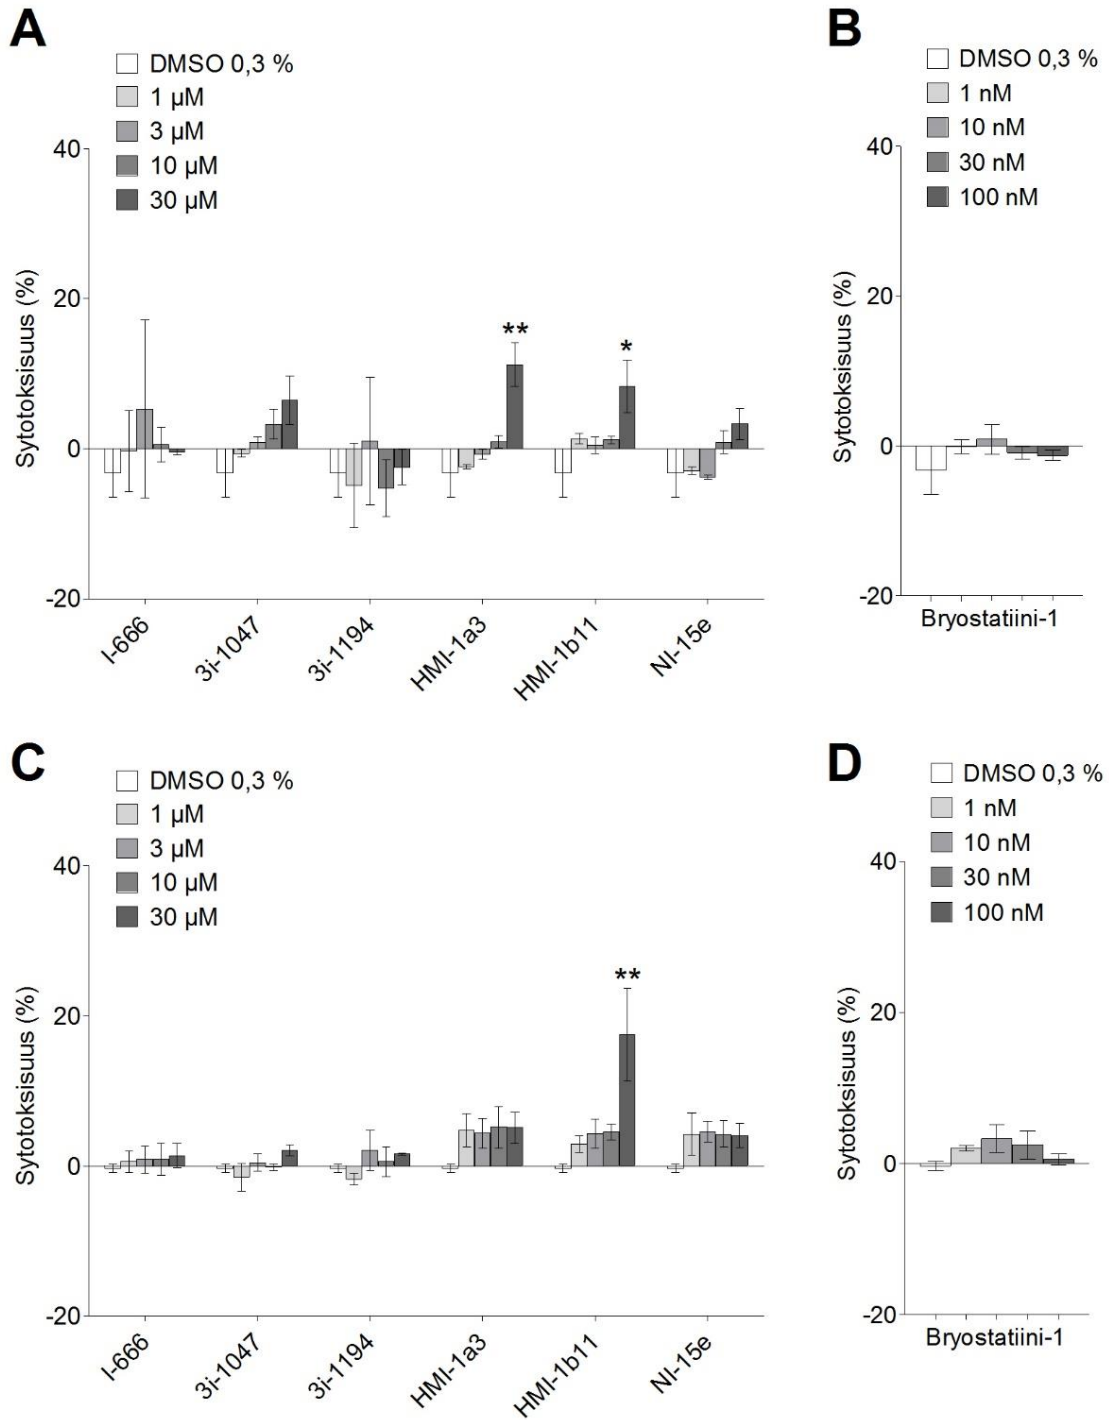 A
DMSO 0,3 %
1 µM
3 µM
10 µM
30 µM
40
20
0
-20
Sytotoksisuus (%)
**
*
I-666
3i-1047
3i-1194
HMI-1a3
HMI-1b11
NI-15e
B
DMSO 0,3 %
1 nM
10 nM
30 nM
100 nM
40
20
0
-20
Sytotoksisuus (%)
Bryostatiini-1
C
DMSO 0,3 %
1 µM
3 µM
10 µM
30 µM
40
20
0
-20
Sytotoksisuus (%)
**
I-666
3i-1047
3i-1194
HMI-1a3
HMI-1b11
NI-15e
D
DMSO 0,3 %
1 nM
10 nM
30 nM
100 nM
40
20
0
-20
Sytotoksisuus (%)
Bryostatiini-1